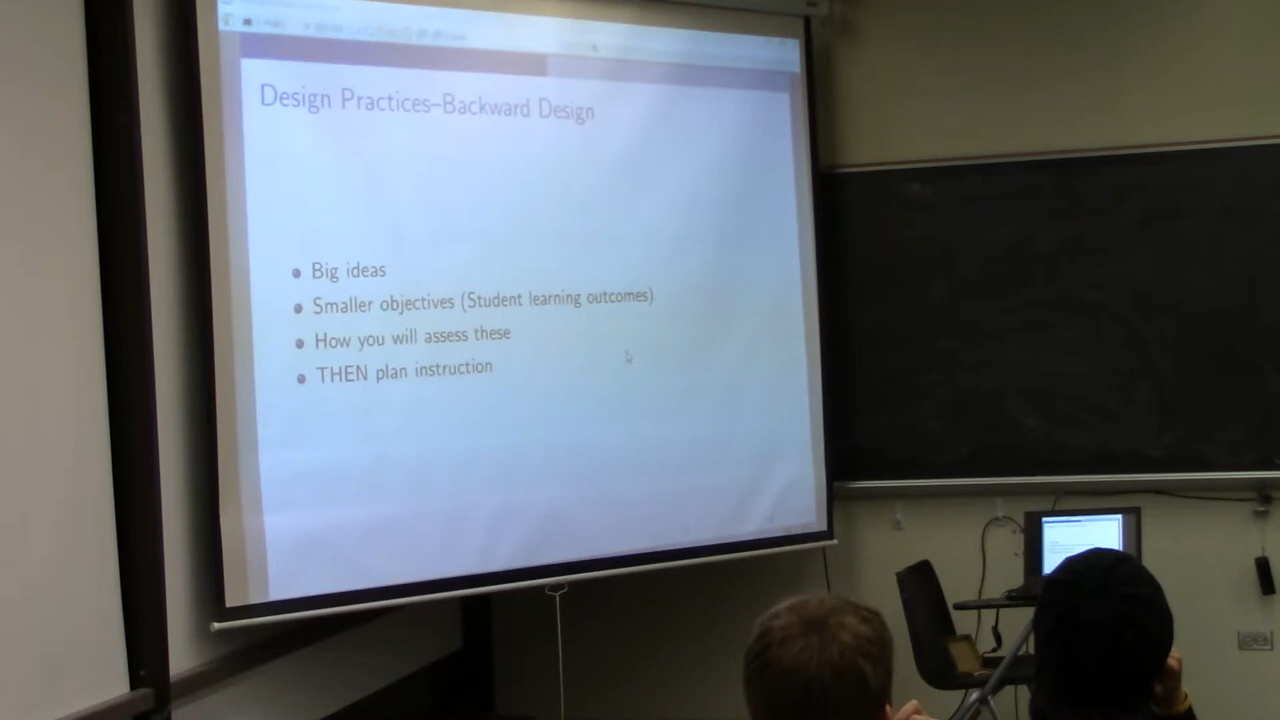 Design Practices–Backward Design
Big ideas
Smaller objectives (Student learning outcomes)
How you will assess these
THEN plan instruction